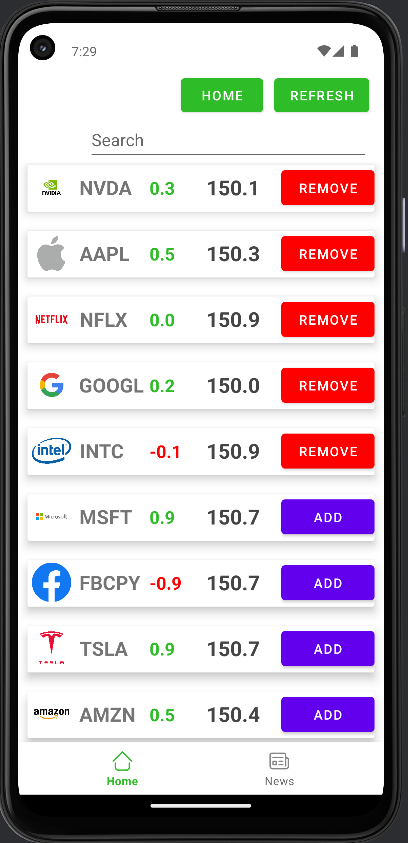 7:29
HOME REFRESH
Search
NVIDIA NVDA 0.3 150.1 REMOVE
AAPL 0.5 150.3 REMOVE
NETFLIX NFLX 0.0 150.9 REMOVE
GOOGL 0.2 150.0 REMOVE
intel INTC -0.1 150.9 REMOVE
Microsoft MSFT 0.9 150.7 ADD
FBCPY -0.9 150.7 ADD
TESLA TSLA 0.9 150.7 ADD
amazon AMZN 0.5 150.4 ADD
Home News